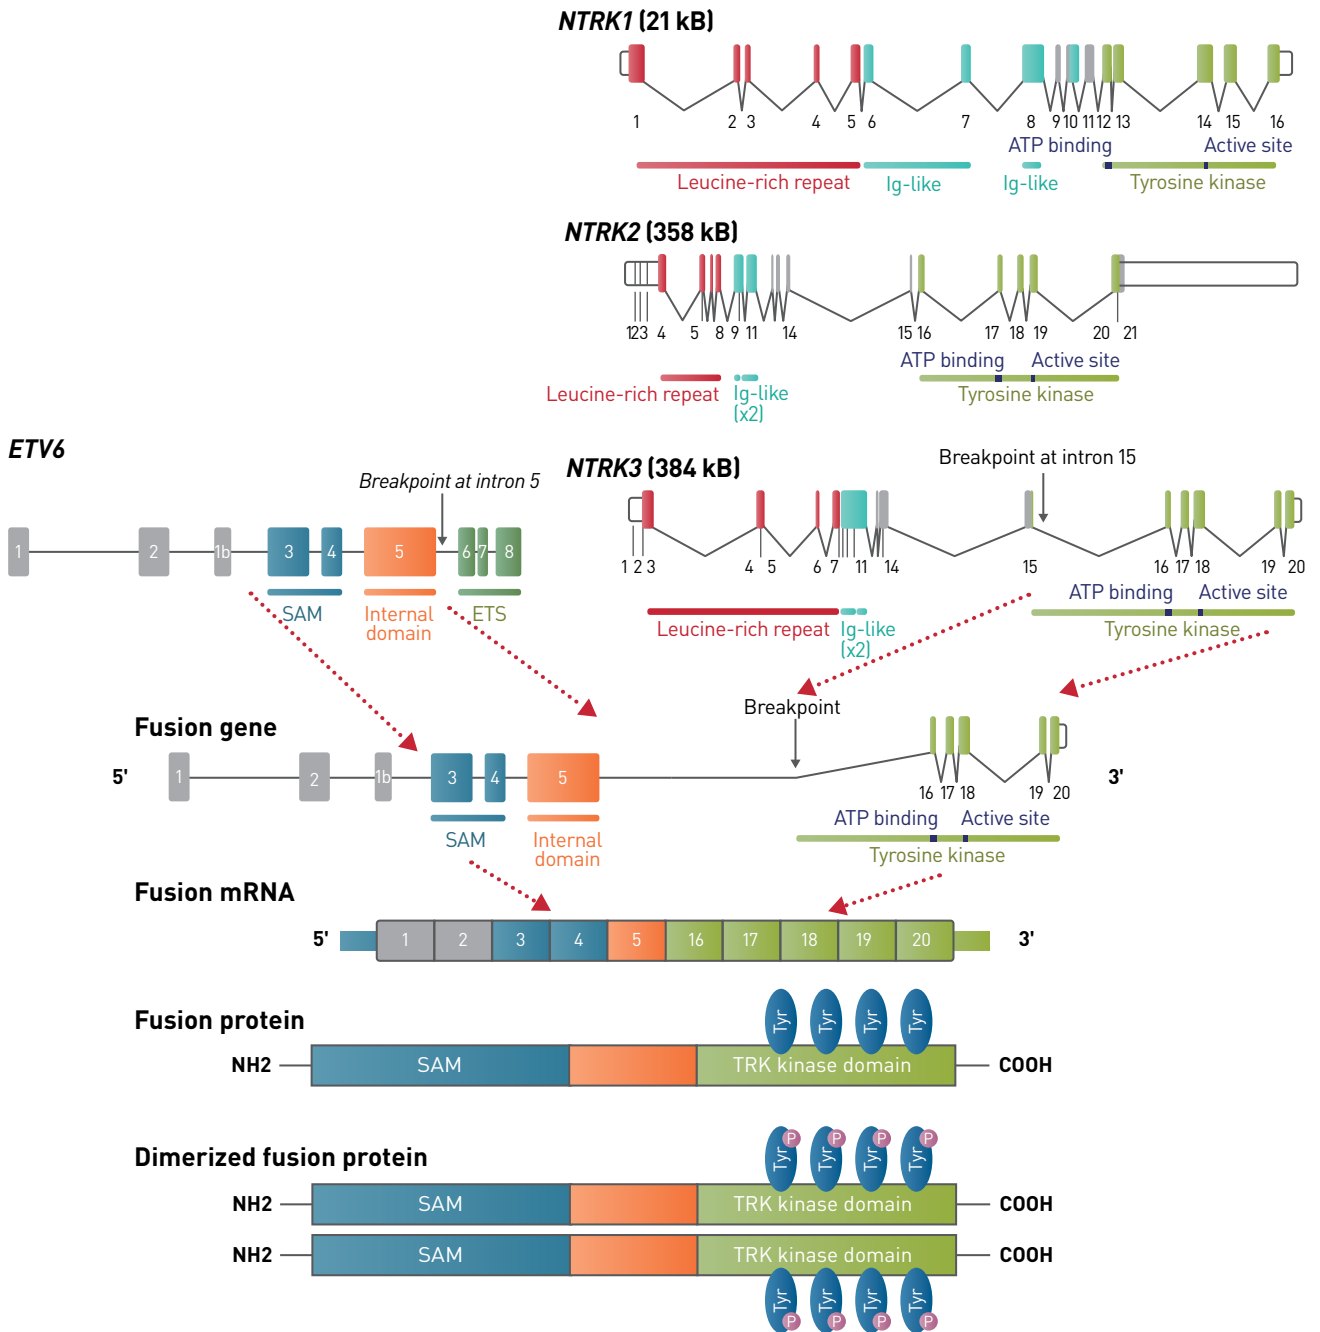 NTRK1 (21 kB)
1 2 3 4 5 6 7 8 9 10 11 12 13 14 15 16
ATP binding Active site
Leucine-rich repeat Ig-like Ig-like Tyrosine kinase
NTRK2 (358 kB)
1 2 3 4 5 8 9 11 14 15 16 17 18 19 20 21
ATP binding Active site
Leucine-rich repeat Ig-like (x2) Tyrosine kinase
ETV6
Breakpoint at intron 5
1 2 1b 3 4 5 6 7 8
SAM Internal domain ETS
NTRK3 (384 kB)
Breakpoint at intron 15
1 2 3 4 5 6 7 11 14 15 16 17 18 19 20
ATP binding Active site
Leucine-rich repeat Ig-like (x2) Tyrosine kinase
Fusion gene
Breakpoint
5' 1 2 1b 3 4 5 16 17 18 19 20 3'
ATP binding Active site
SAM Internal domain Tyrosine kinase
Fusion mRNA
5' 1 2 3 4 5 16 17 18 19 20 3'
Fusion protein
Tyr Tyr Tyr Tyr
NH2 SAM TRK kinase domain COOH
Dimerized fusion protein
Tyr P Tyr P Tyr P Tyr P
NH2 SAM TRK kinase domain COOH
NH2 SAM TRK kinase domain COOH
Tyr P Tyr P Tyr P Tyr P